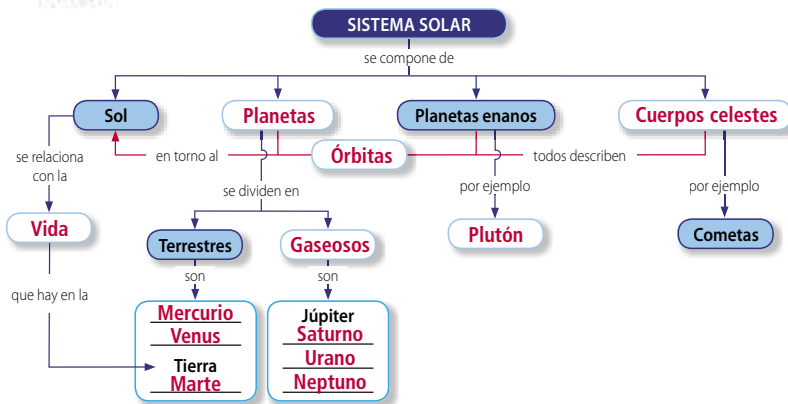 SISTEMA SOLAR
se compone de
Sol
Planetas
Planetas enanos
Cuerpos celestes
se relaciona
con la
en torno al
Órbitas
todos describen
se dividen en
por ejemplo
por ejemplo
Vida
Terrestres
Gaseosos
Plutón
Cometas
son
son
que hay en la
Mercurio
Venus
Tierra
Marte
Júpiter
Saturno
Urano
Neptuno